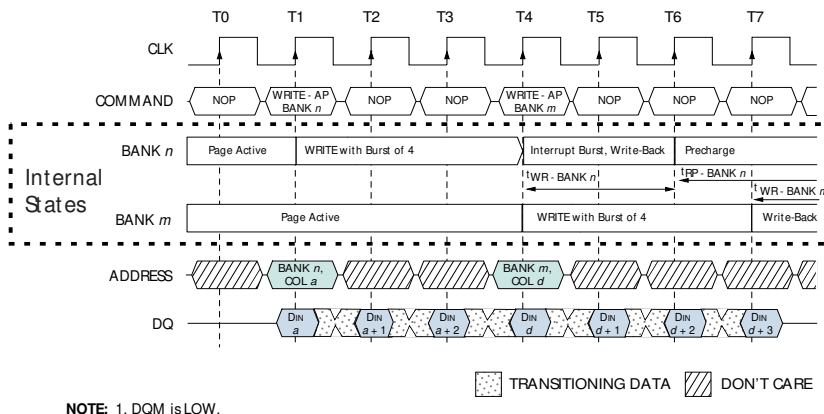 T0 T1 T2 T3 T4 T5 T6 T7
CLK
COMMAND NOP WRITE - AP BANK n NOP NOP WRITE - AP BANK m NOP NOP NOP
Internal States
BANK n Page Active WRITE with Burst of 4 Interrupt Burst, Write-Back Precharge
tWR - BANK n tRP - BANK n
tWR - BANK m
BANK m Page Active WRITE with Burst of 4 Write-Back
ADDRESS BANK n, COL a BANK m, COL d
DQ DIN a DIN a + 1 DIN a + 2 DIN d DIN d + 1 DIN d + 2 DIN d + 3
TRANSITIONING DATA DON'T CARE
NOTE: 1. DQM is LOW.